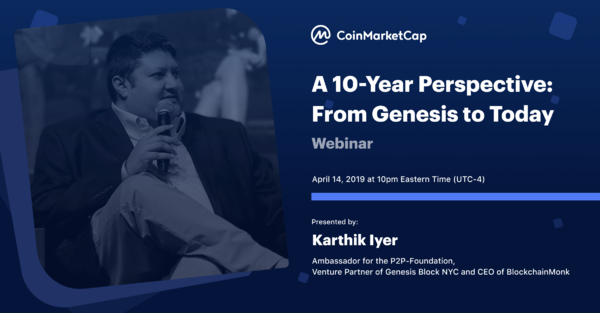 CoinMarketCap
A 10-Year Perspective:
From Genesis to Today
Webinar
April 14, 2019 at 10pm Eastern Time (UTC-4)
Presented by:
Karthik Iyer
Ambassador for the P2P-Foundation,
Venture Partner of Genesis Block NYC and CEO of BlockchainMonk